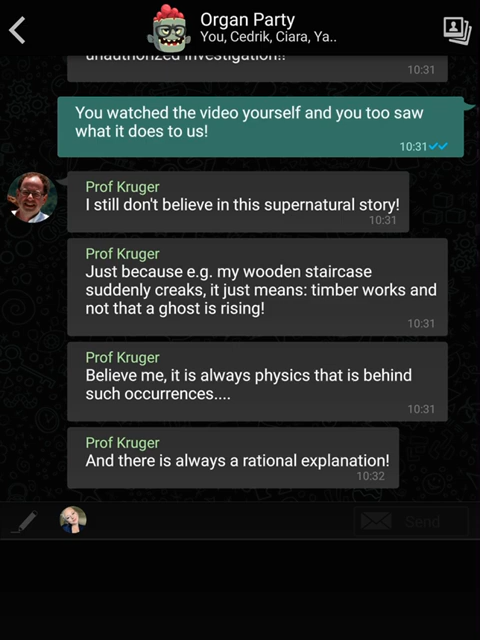 Organ Party
You, Cedrik, Ciara, Ya..
unauthorized investigation!!
10:31
You watched the video yourself and you too saw
what it does to us!
10:31
Prof Kruger
I still don't believe in this supernatural story!
10:31
Prof Kruger
Just because e.g. my wooden staircase
suddenly creaks, it just means: timber works and
not that a ghost is rising!
10:31
Prof Kruger
Believe me, it is always physics that is behind
such occurrences....
10:31
Prof Kruger
And there is always a rational explanation!
10:32
Send